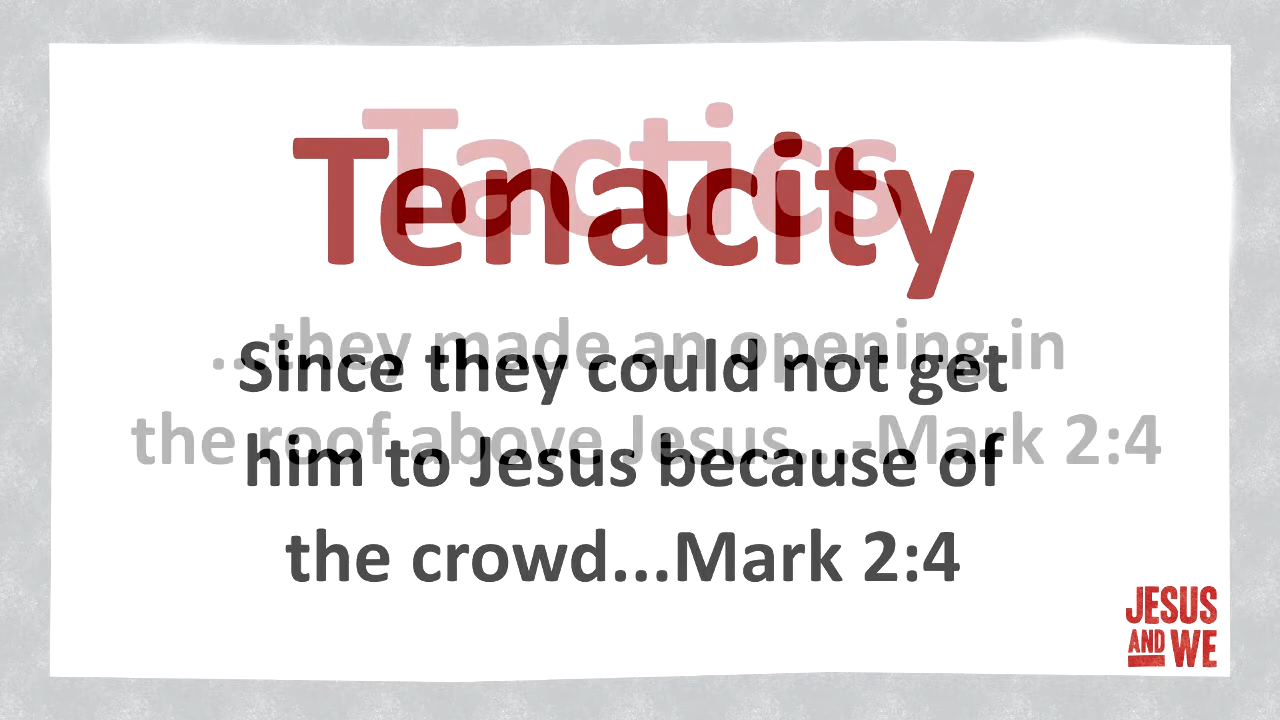 Tactics
Tenacity
...they made an opening in
the roof above Jesus...-Mark 2:4
Since they could not get
him to Jesus because of
the crowd...Mark 2:4
JESUS
AND WE